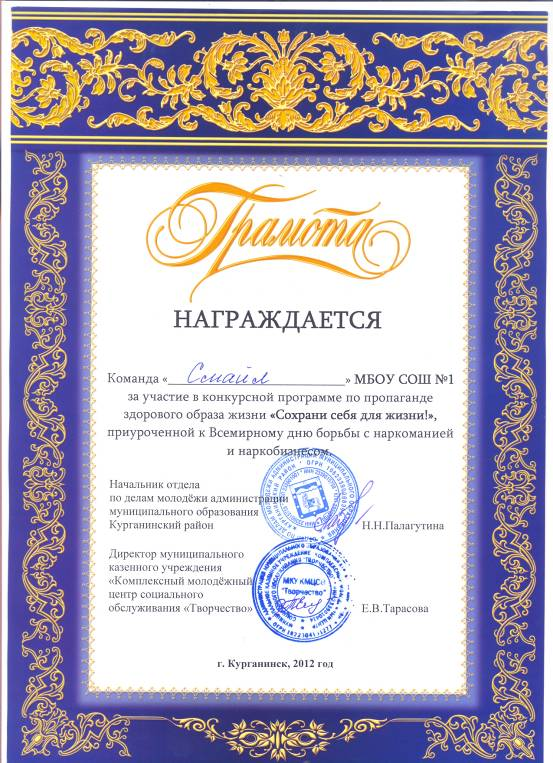 Грамота
НАГРАЖДАЕТСЯ
Команда «Смайл» МБОУ СОШ №1
за участие в конкурсной программе по пропаганде
здорового образа жизни «Сохрани себя для жизни!»,
приуроченной к Всемирному дню борьбы с наркоманией
и наркобизнесом.
Начальник отдела
по делам молодёжи администрации
муниципального образования
Курганинский район Н.Н.Палагутина
Директор муниципального
казенного учреждения
«Комплексный молодёжный
центр социального
обслуживания «Творчество» Е.В.Тарасова
МКУ КМЦСО
"Творчество"
г. Курганинск, 2012 год